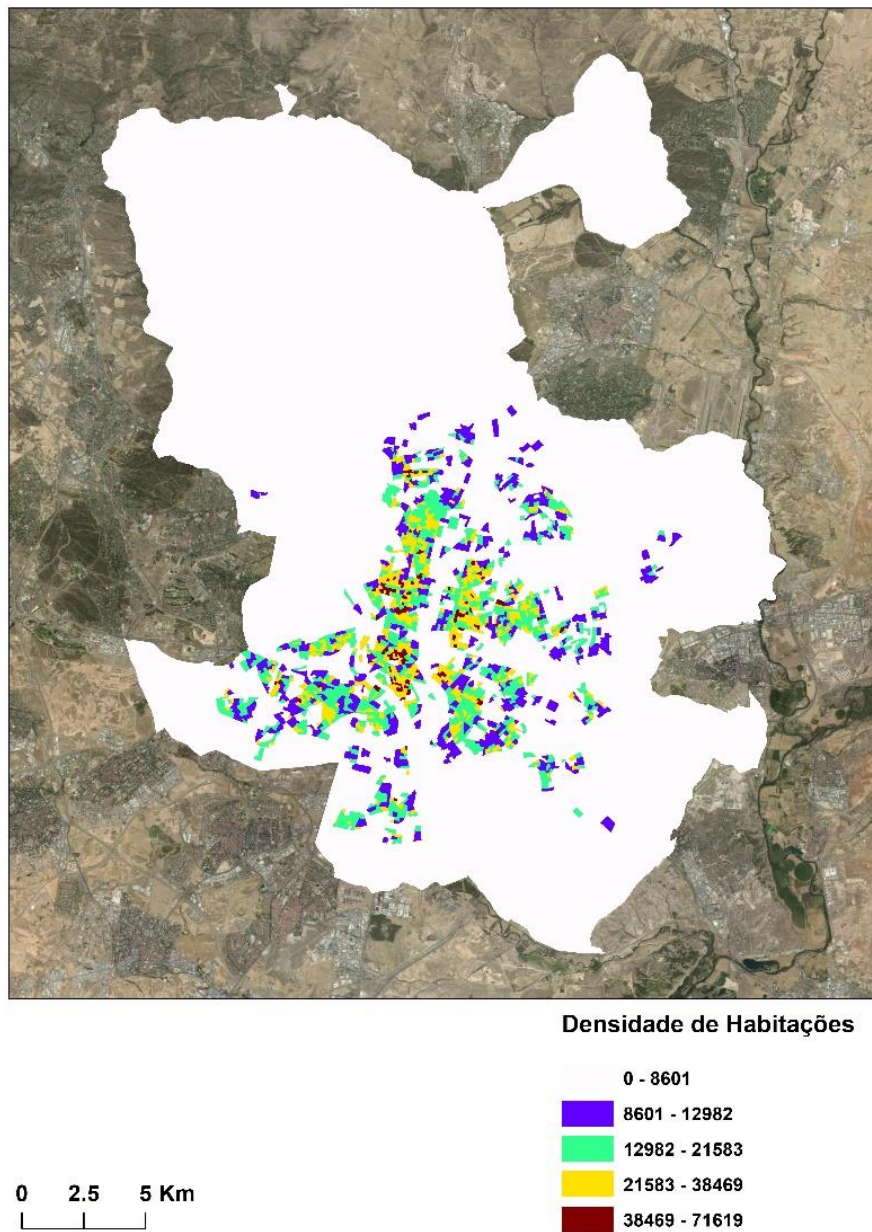 Densidade de Habitações
0 - 8601
8601 - 12982
12982 - 21583
21583 - 38469
38469 - 71619
0 2.5 5 Km